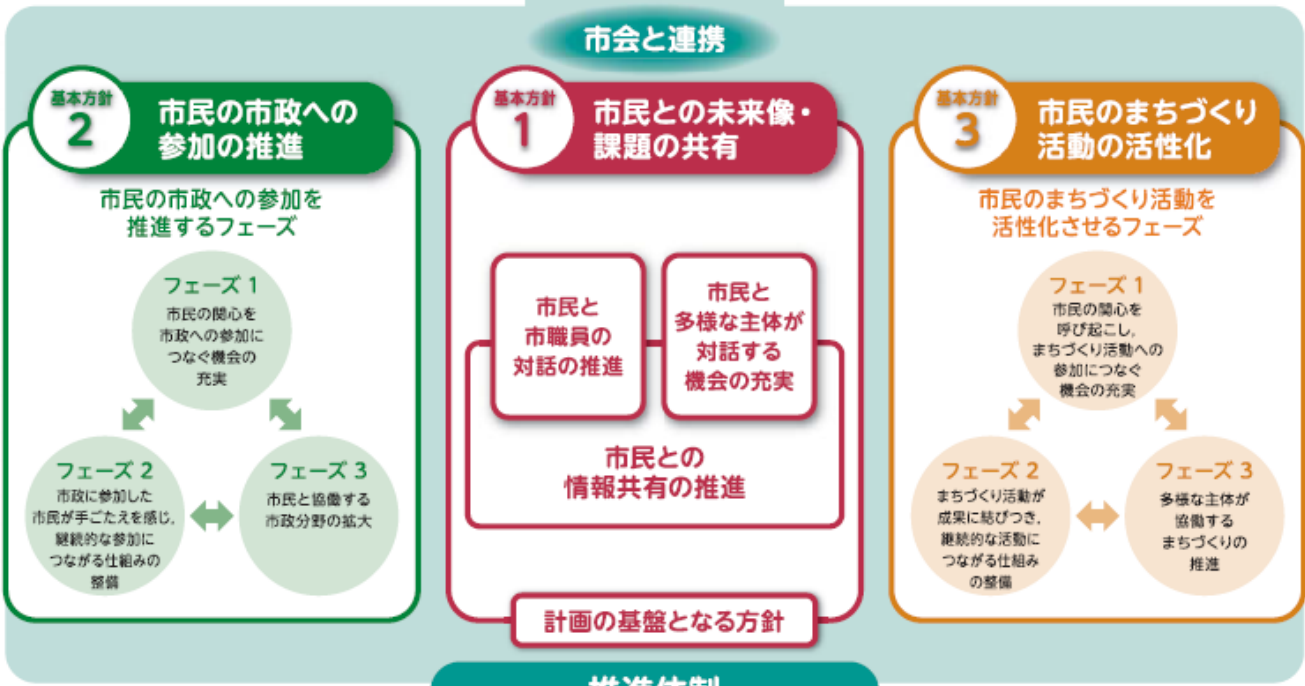 市会と連携
基本方針
2
市民の市政への
参加の推進
市民の市政への参加を
推進するフェーズ
フェーズ 1
市民の関心を
市政への参加に
つなぐ機会の
充実
フェーズ 2
市政に参加した
市民が手ごたえを感じ,
継続的な参加に
つながる仕組みの
整備
フェーズ 3
市民と協働する
市政分野の拡大
基本方針
1
市民との未来像・
課題の共有
市民と
市職員の
対話の推進
市民と
多様な主体が
対話する
機会の充実
市民との
情報共有の推進
計画の基盤となる方針
基本方針
3
市民のまちづくり
活動の活性化
市民のまちづくり活動を
活性化させるフェーズ
フェーズ 1
市民の関心を
呼び起こし,
まちづくり活動への
参加につなぐ
機会の充実
フェーズ 2
まちづくり活動が
成果に結びつき,
継続的な活動に
つながる仕組み
の整備
フェーズ 3
多様な主体が
協働する
まちづくりの
推進
推進体制